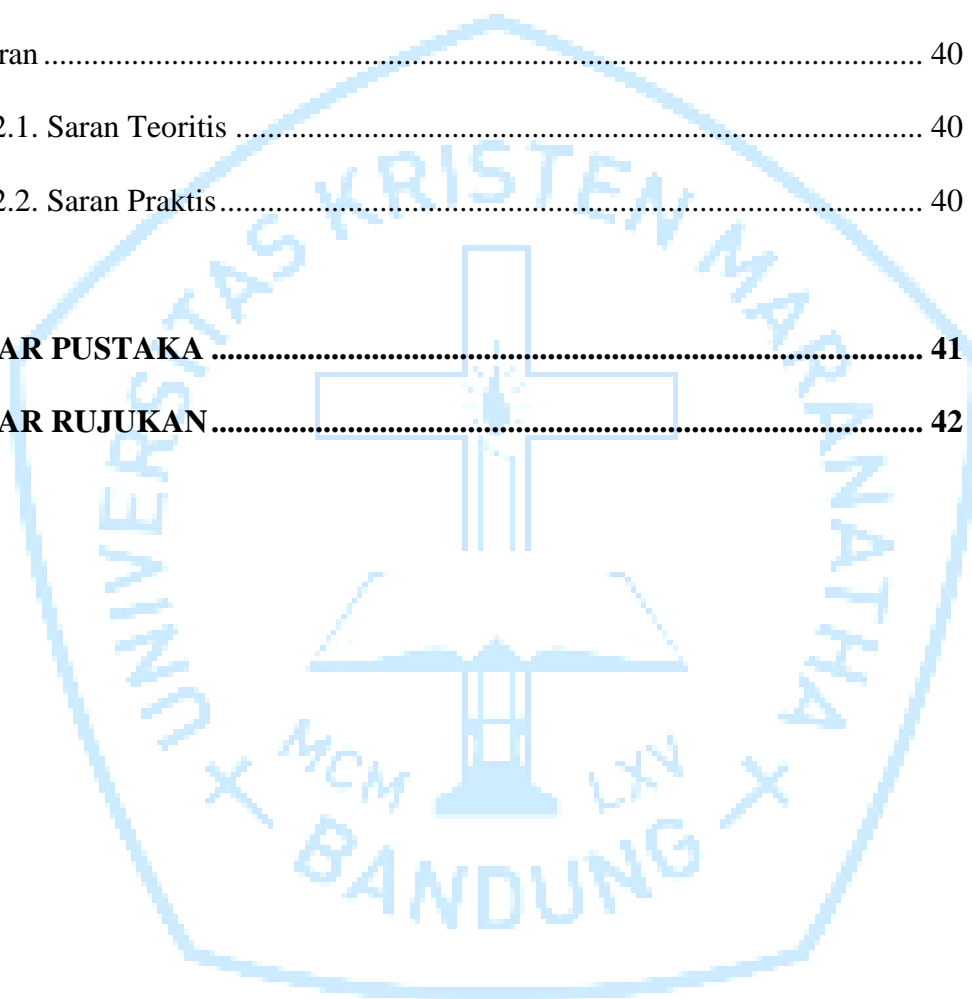 ran ........................................................................................................ 40
2.1. Saran Teoritis ........................................................................................ 40
2.2. Saran Praktis ........................................................................................ 40
AR PUSTAKA ........................................................................................ 41
AR RUJUKAN ........................................................................................ 42
UNIVERSITAS KRISTEN MARANATHA
MCM LXV
BANDUNG